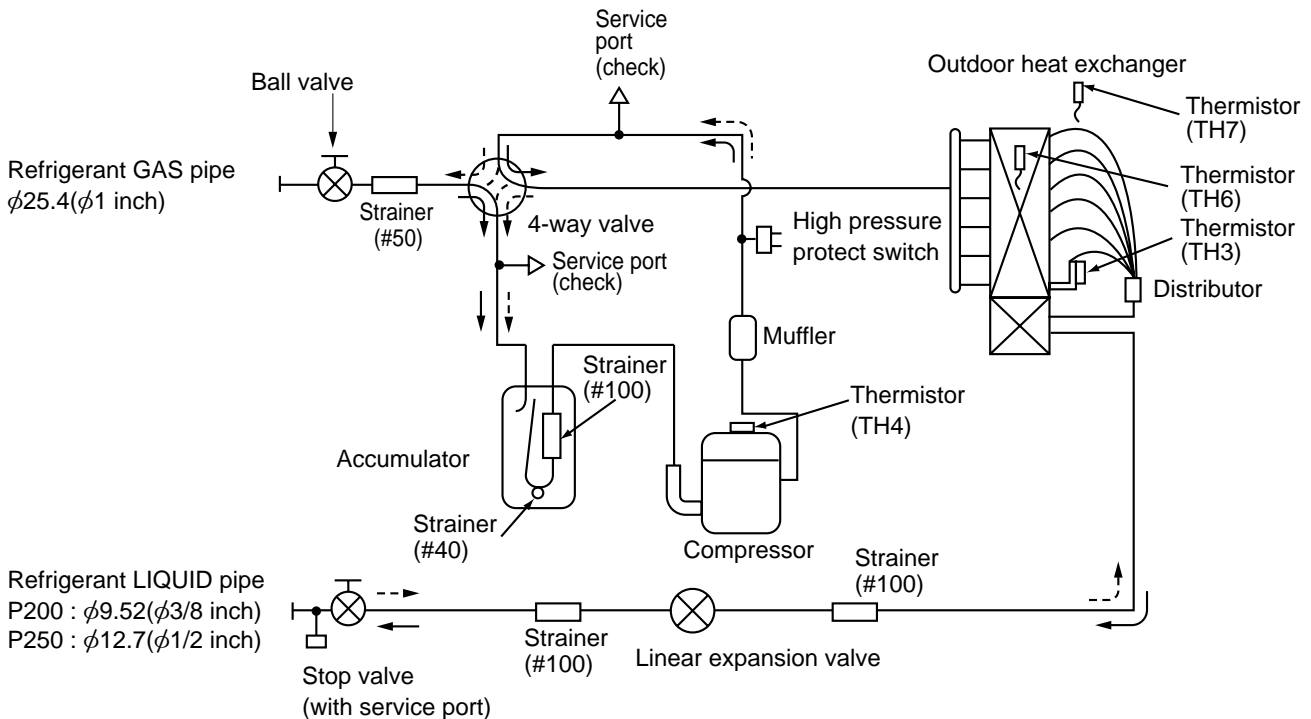 Service
port
(check)
Ball valve
Outdoor heat exchanger
Thermistor
(TH7)
Refrigerant GAS pipe
ϕ25.4(ϕ1 inch)
Strainer
(#50)
4-way valve
Service port
(check)
High pressure
protect switch
Thermistor
(TH6)
Thermistor
(TH3)
Distributor
Muffler
Strainer
(#100)
Thermistor
(TH4)
Accumulator
Strainer
(#40)
Compressor
Refrigerant LIQUID pipe
P200 : ϕ9.52(ϕ3/8 inch)
P250 : ϕ12.7(ϕ1/2 inch)
Strainer
(#100)
Strainer
(#100)
Linear expansion valve
Stop valve
(with service port)